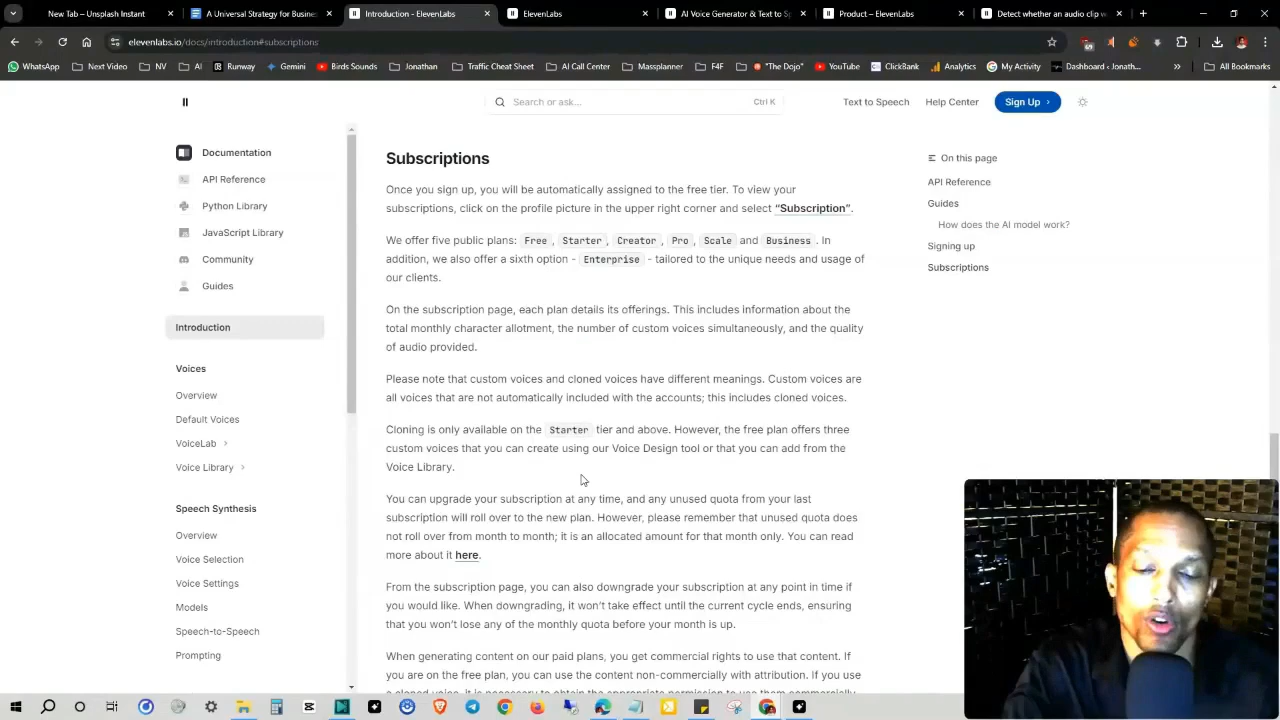 New Tab – Unsplash Instant
A Universal Strategy for Busine
Introduction - ElevenLabs
ElevenLabs
AI Voice Generator & Text to Sp
Product – ElevenLabs
Detect whether an audio clip w
elevenlabs.io/docs/introduction#subscriptions
WhatsApp
Next Video
NV
AI
Runway
Gemini
Birds Sounds
Jonathan
Traffic Cheat Sheet
AI Call Center
Massplanner
F4F
"The Dojo"
YouTube
ClickBank
Analytics
My Activity
Dashboard ‹ Jonath...
All Bookmarks
Search or ask...
Ctrl K
Text to Speech
Help Center
Sign Up
Documentation
API Reference
Python Library
JavaScript Library
Community
Guides
Introduction
Voices
Overview
Default Voices
VoiceLab
Voice Library
Speech Synthesis
Overview
Voice Selection
Voice Settings
Models
Speech-to-Speech
Prompting
Subscriptions
Once you sign up, you will be automatically assigned to the free tier. To view your
subscriptions, click on the profile picture in the upper right corner and select “Subscription”.
We offer five public plans: Free, Starter, Creator, Pro, Scale and Business. In
addition, we also offer a sixth option - Enterprise - tailored to the unique needs and usage of
our clients.
On the subscription page, each plan details its offerings. This includes information about the
total monthly character allotment, the number of custom voices simultaneously, and the quality
of audio provided.
Please note that custom voices and cloned voices have different meanings. Custom voices are
all voices that are not automatically included with the accounts; this includes cloned voices.
Cloning is only available on the Starter tier and above. However, the free plan offers three
custom voices that you can create using our Voice Design tool or that you can add from the
Voice Library.
You can upgrade your subscription at any time, and any unused quota from your last
subscription will roll over to the new plan. However, please remember that unused quota does
not roll over from month to month; it is an allocated amount for that month only. You can read
more about it here.
From the subscription page, you can also downgrade your subscription at any point in time if
you would like. When downgrading, it won’t take effect until the current cycle ends, ensuring
that you won’t lose any of the monthly quota before your month is up.
When generating content on our paid plans, you get commercial rights to use that content. If
you are on the free plan, you can use the content non-commercially with attribution. If you use
a cloned voice, it is necessary to obtain the appropriate permission to use them commercially
On this page
API Reference
Guides
How does the AI model work?
Signing up
Subscriptions